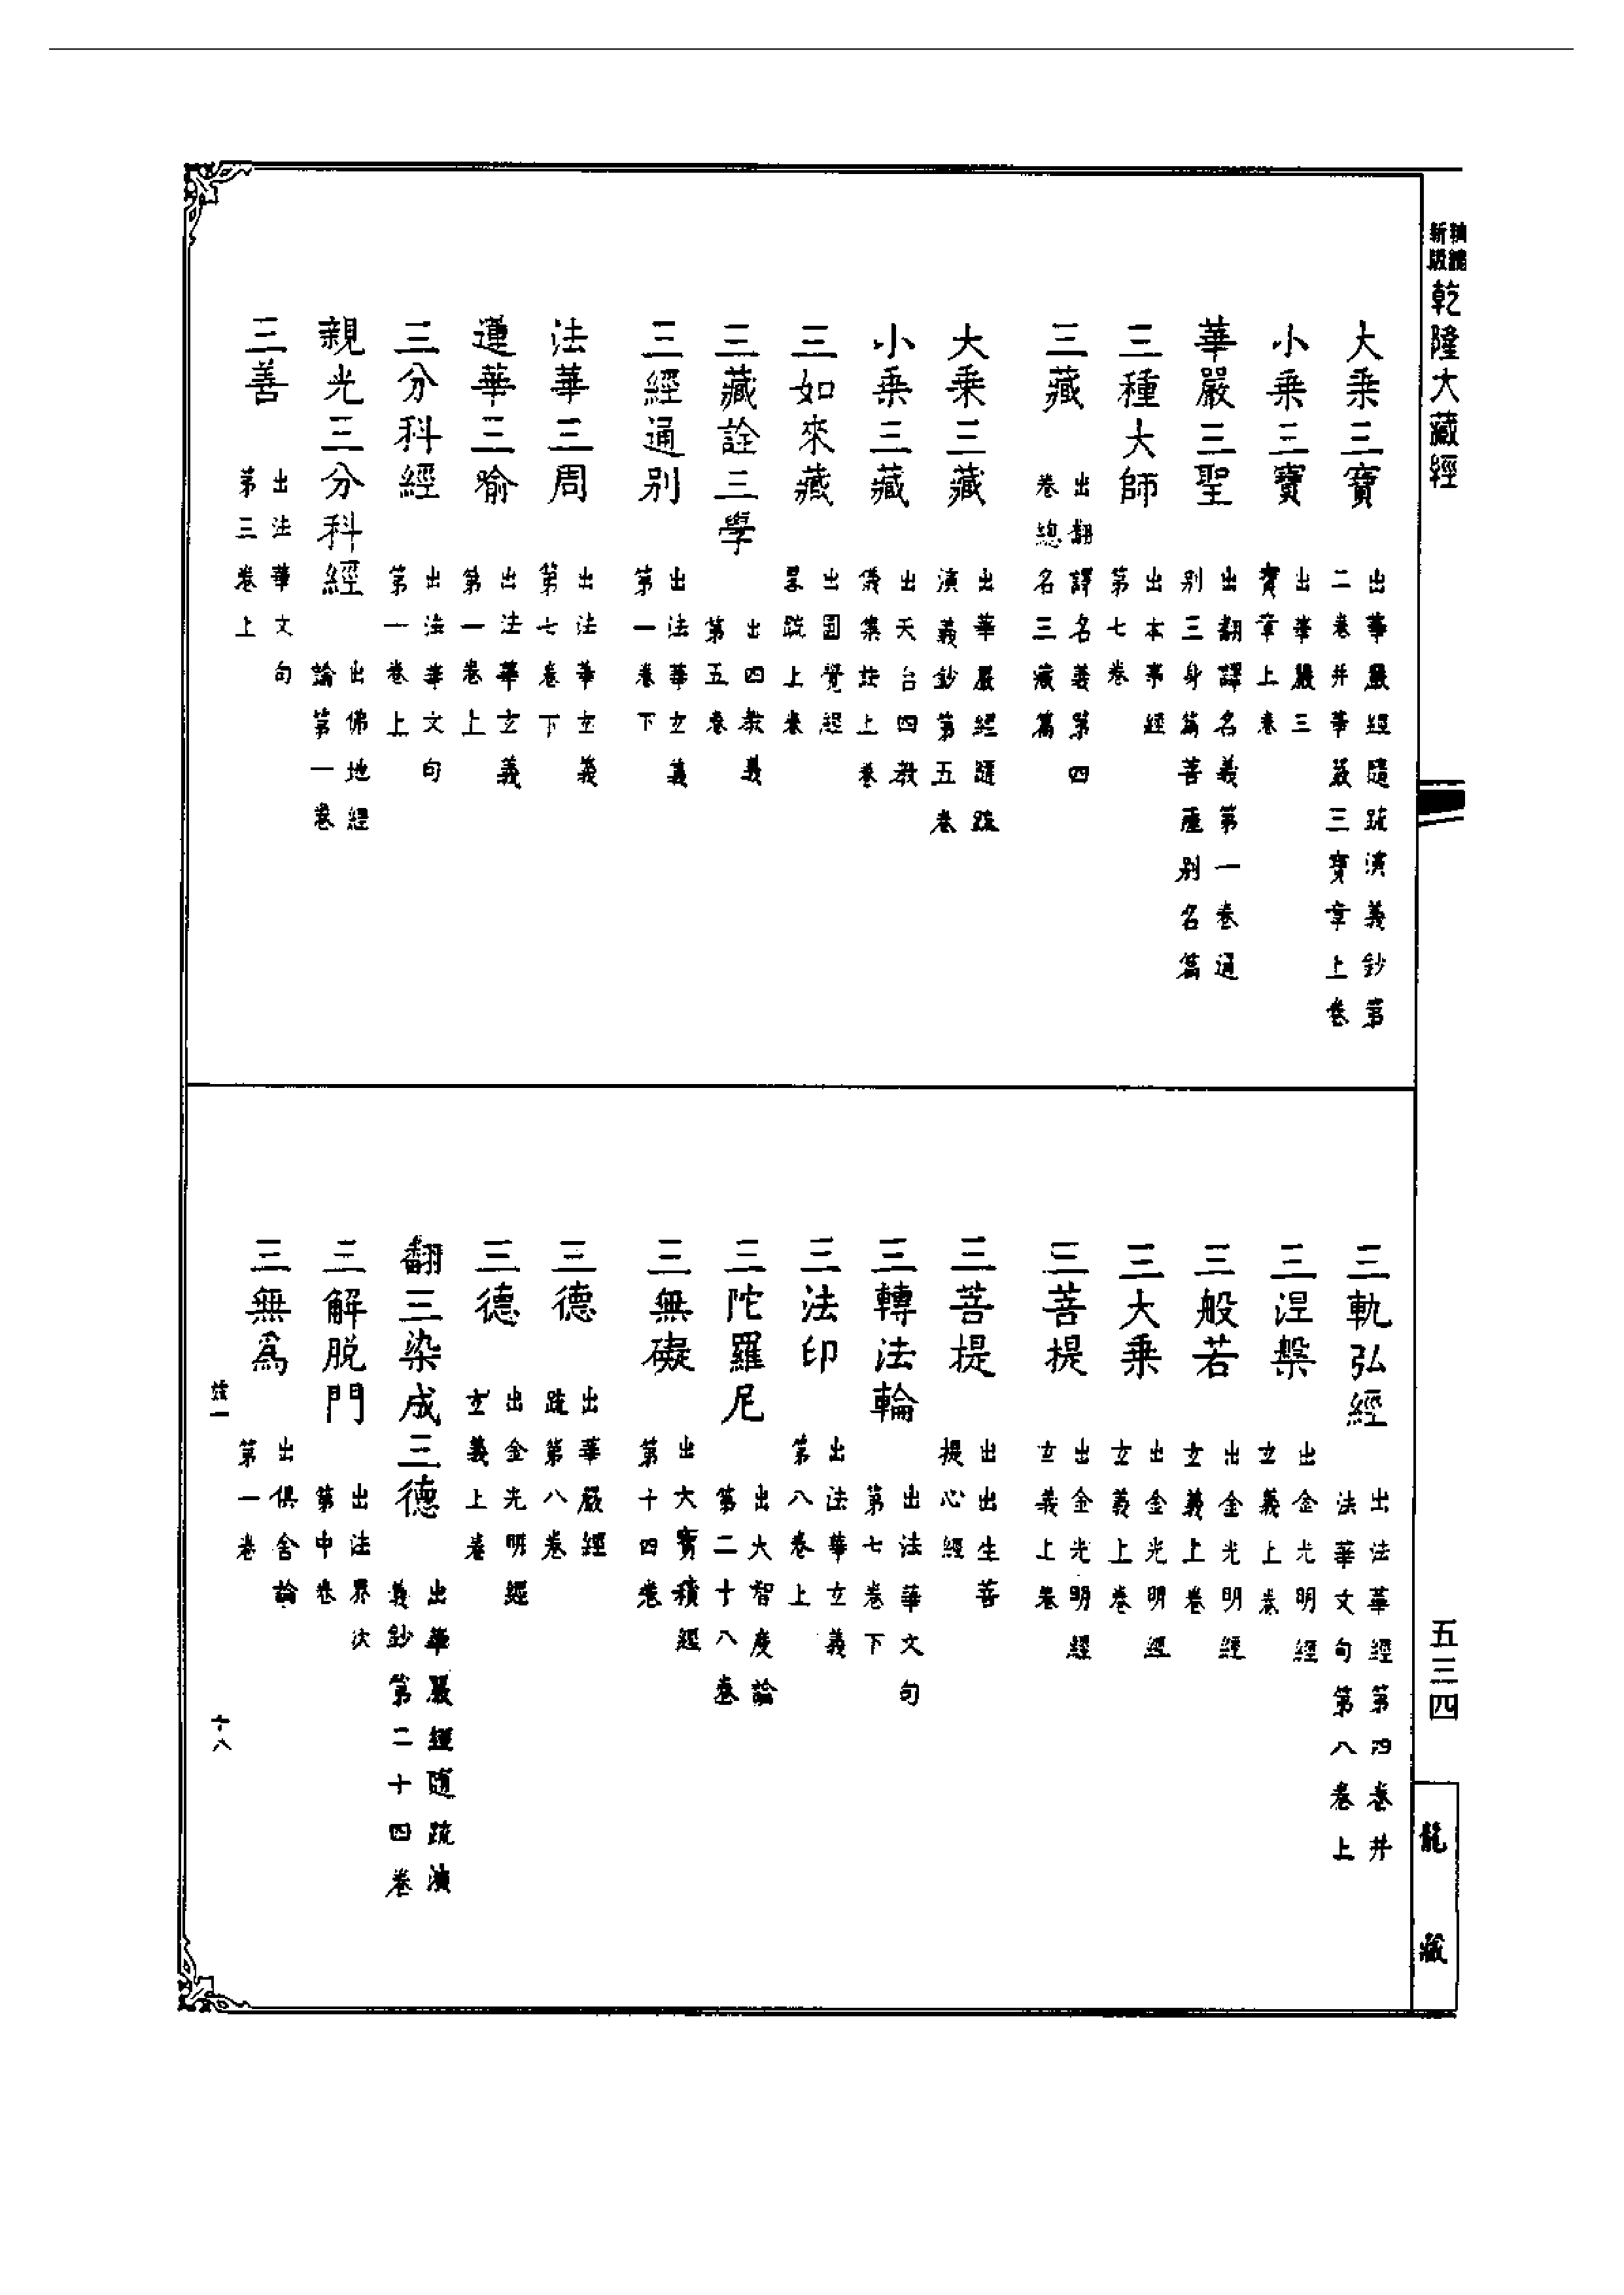 新版
乾隆大藏經
大乘三寶
出華嚴經隨疏演義鈔第
二卷并華嚴三寶章上卷
小乘三寶
出華嚴三
寶章上卷
華嚴三聖
出翻譯名義第一卷通
別三身篇菩薩別名篇
三種大師
出本事經
第七卷
三藏
出翻譯名義第四
卷總名三藏篇
大乘三藏
出華嚴經隨疏
演義鈔第五卷
小乘三藏
出天台四教
儀集註上卷
三如來藏
出圓覺經
畧疏上卷
三藏詮三學
出四教義
第五卷
三經通別
出法華玄義
第一卷下
法華三周
出法華玄義
第七卷下
蓮華三喻
出法華玄義
第一卷上
三分科經
出法華文句
第一卷上
親光三分科經
出佛地經
論第一卷
三善
出法華文句
第三卷上
三軌弘經
出法華經第四卷并
法華文句第八卷上
三涅槃
出金光明經
玄義上卷
三般若
出金光明經
玄義上卷
三大乘
出金光明經
玄義上卷
三菩提
出金光明經
玄義上卷
三菩提
出出生菩
提心經
三轉法輪
出法華文句
第七卷下
三法印
出法華玄義
第八卷上
三陀羅尼
出大智度論
第二十八卷
三無礙
出大寶積經
第十四卷
三德
出華嚴經
疏第八卷
三德
出金光明經
玄義上卷
翻三染成三德
出華嚴經隨疏演
義鈔第二十四卷
三解脫門
出法界次
第中卷
三無為
出俱舍論
第一卷
十八
五三四
龍藏